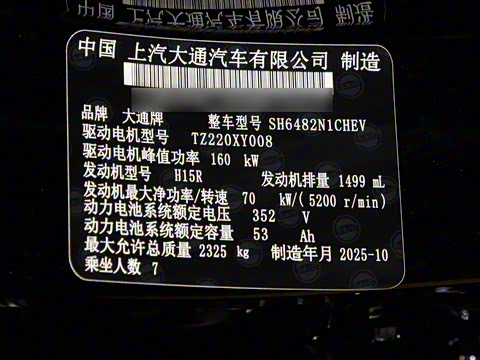 中国 上汽大通汽车有限公司 制造
品牌 大通牌 整车型号 SH6482N1CHEV
驱动电机型号 TZ220XY008
驱动电机峰值功率 160 kW
发动机型号 H15R 发动机排量 1499 mL
发动机最大净功率/转速 70 kW/(5200 r/min)
动力电池系统额定电压 352 V
动力电池系统额定容量 53 Ah
最大允许总质量 2325 kg 制造年月 2025-10
乘坐人数 7